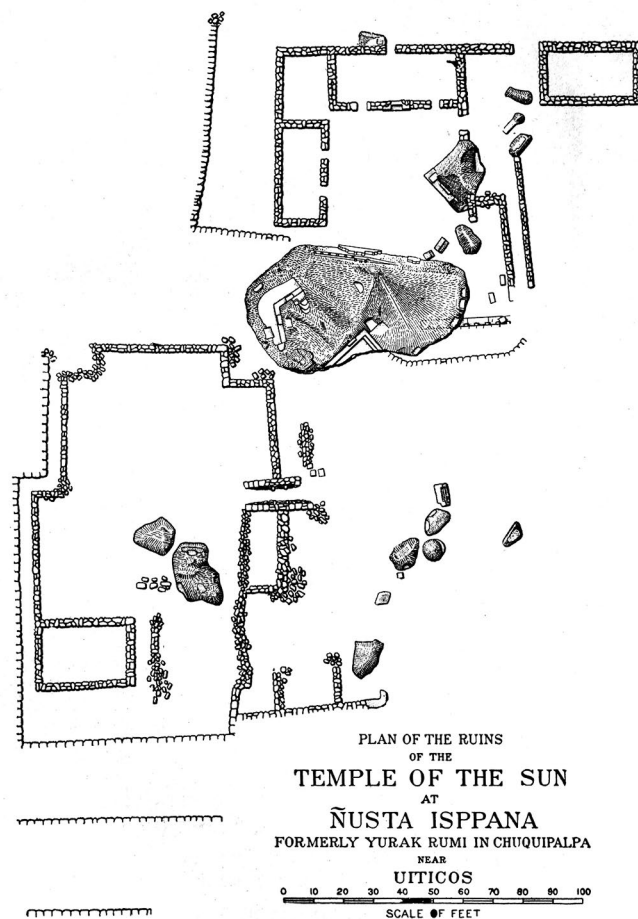 PLAN OF THE RUINS
OF THE
TEMPLE OF THE SUN
AT
ÑUSTA ISPPANA
FORMERLY YURAK RUMI IN CHUQUIPALPA
NEAR
UITICOS
0 10 20 30 40 50 60 70 80 100
SCALE OF FEET